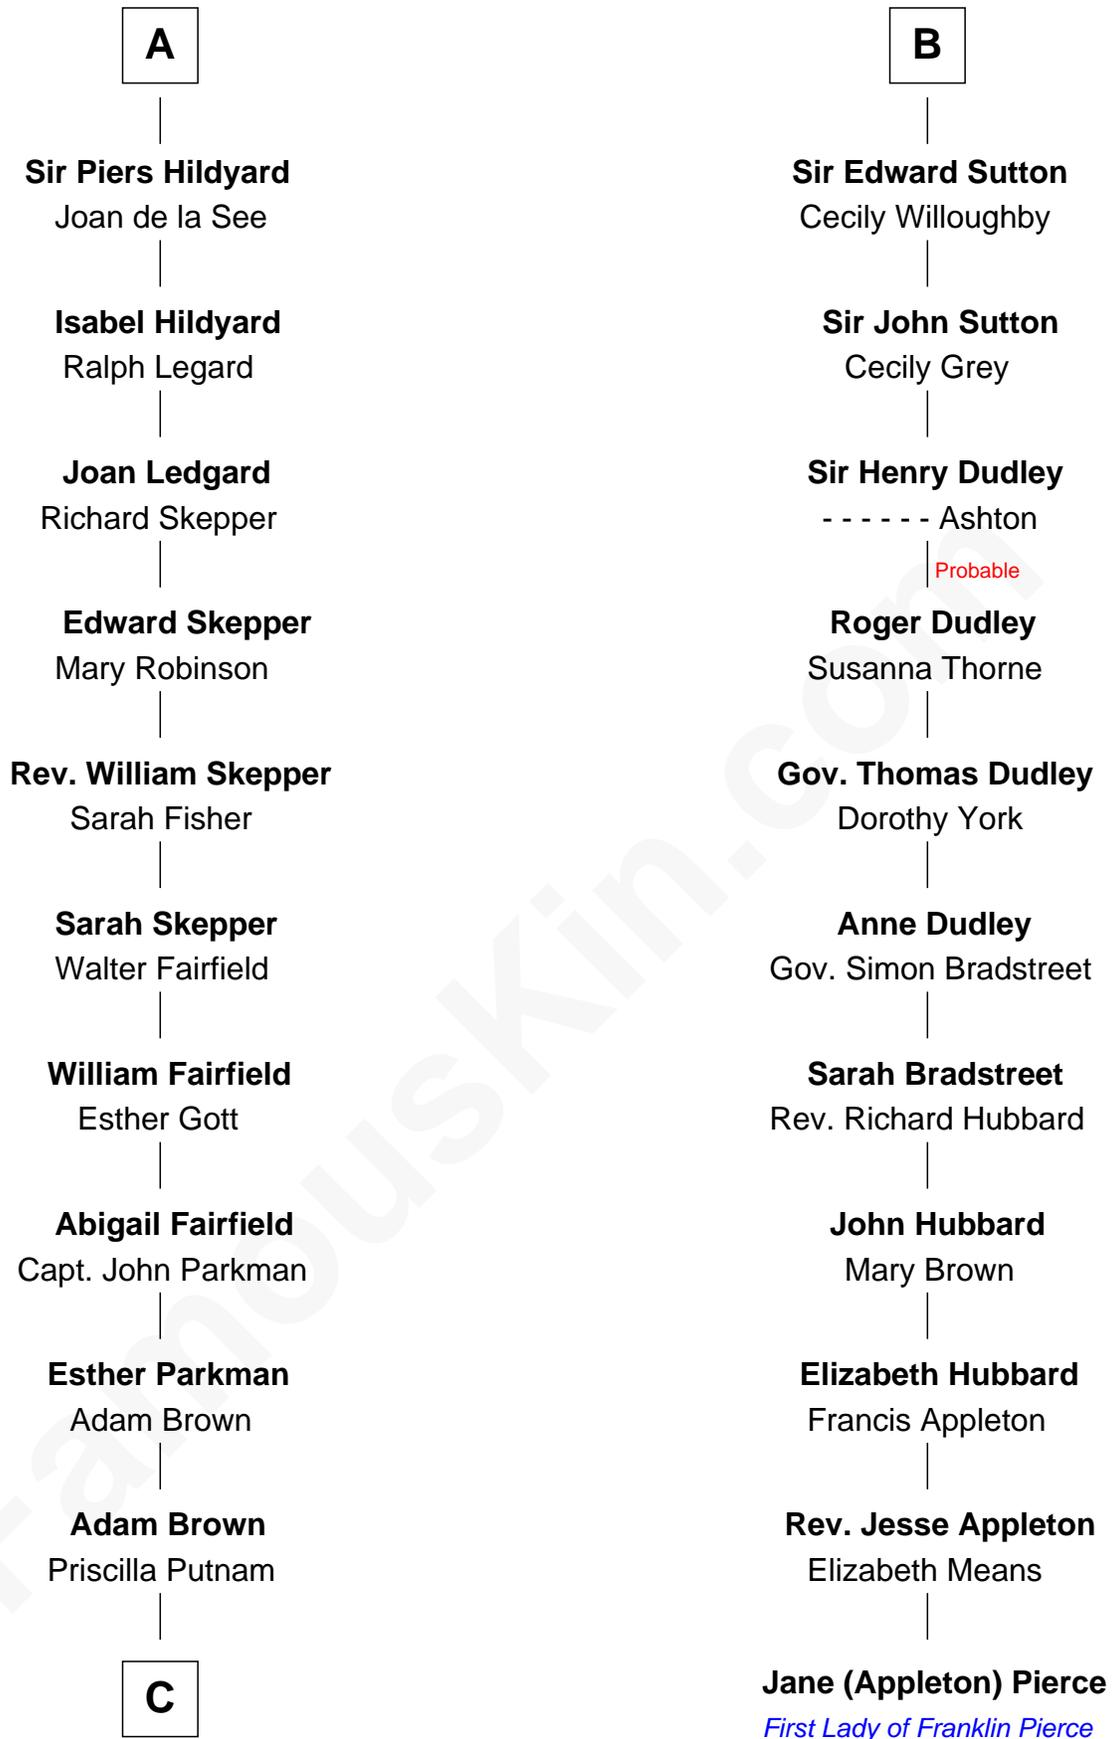 A
Sir Piers Hildyard
Joan de la See
Isabel Hildyard
Ralph Legard
Joan Ledgard
Richard Skepper
Edward Skepper
Mary Robinson
Rev. William Skepper
Sarah Fisher
Sarah Skepper
Walter Fairfield
William Fairfield
Esther Gott
Abigail Fairfield
Capt. John Parkman
Esther Parkman
Adam Brown
Adam Brown
Priscilla Putnam
C
B
Sir Edward Sutton
Cecily Willoughby
Sir John Sutton
Cecily Grey
Sir Henry Dudley
- - - - - - Ashton
Probable
Roger Dudley
Susanna Thorne
Gov. Thomas Dudley
Dorothy York
Anne Dudley
Gov. Simon Bradstreet
Sarah Bradstreet
Rev. Richard Hubbard
John Hubbard
Mary Brown
Elizabeth Hubbard
Francis Appleton
Rev. Jesse Appleton
Elizabeth Means
Jane (Appleton) Pierce
First Lady of Franklin Pierce
FamousKin.com